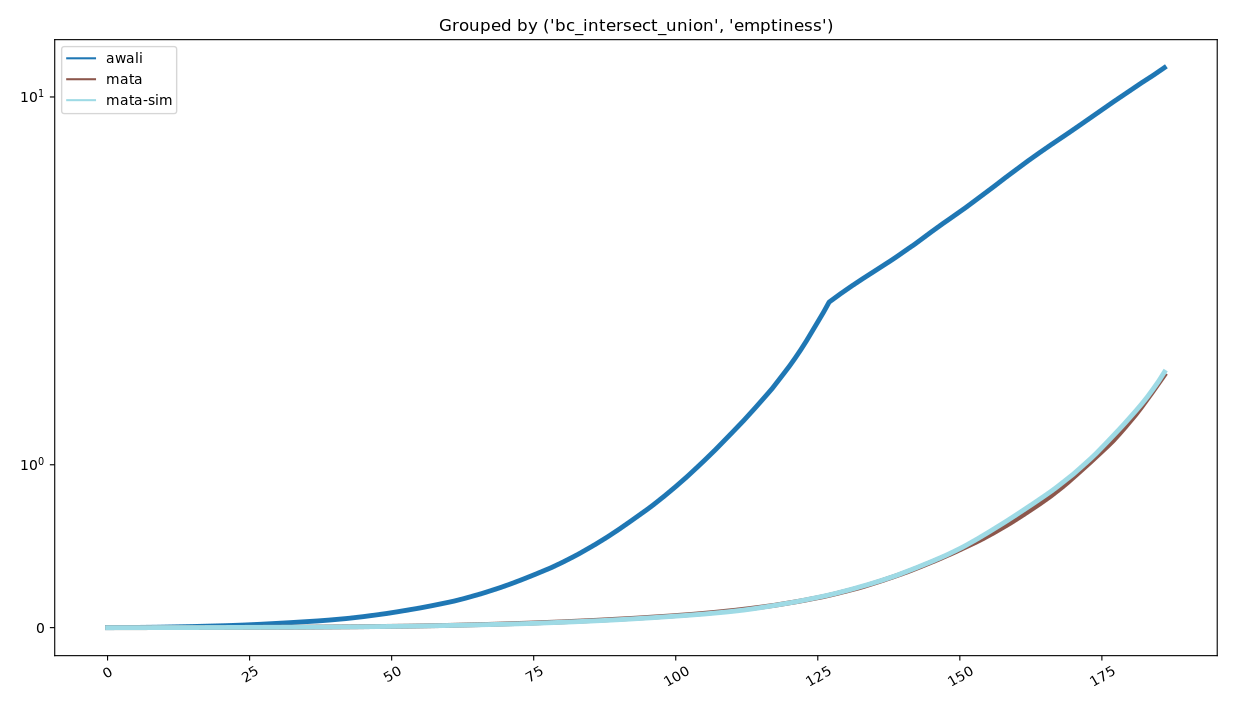 Grouped by ('bc_intersect_union', 'emptiness')
awali
mata
mata-sim
10¹
10⁰
0
0
25
50
75
100
125
150
175